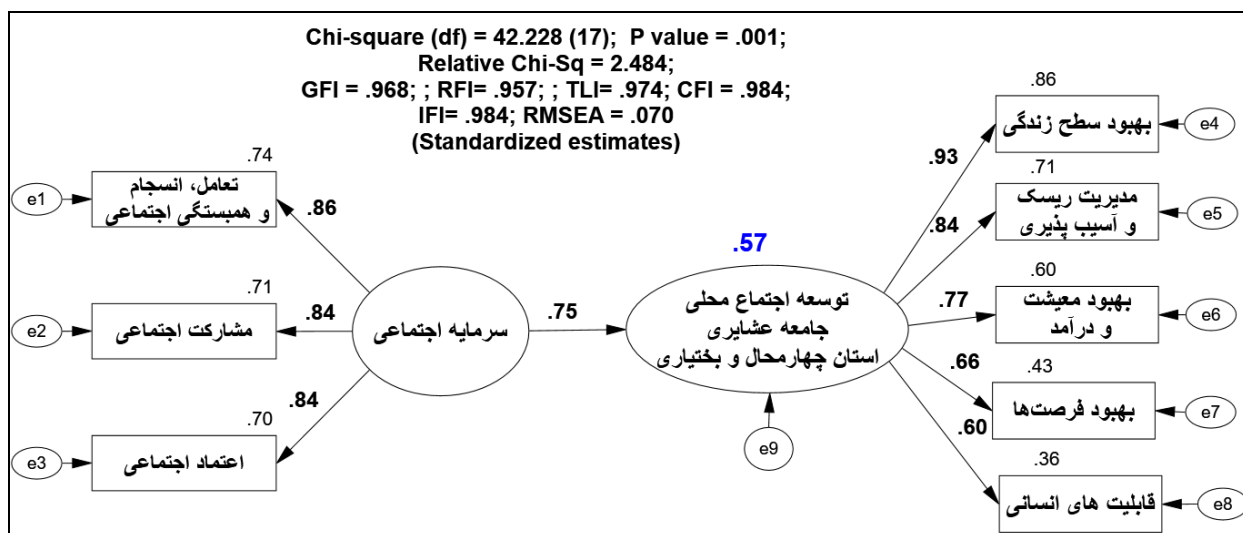 Chi-square (df) = 42.228 (17);  P value = .001;
Relative Chi-Sq = 2.484;
GFI = .968; ; RFI= .957; ; TLI= .974; CFI = .984;
IFI= .984; RMSEA = .070
(Standardized estimates)
.74
e1
تعامل، انسجام
و همبستگی اجتماعی
.86
.71
e2
مشارکت اجتماعی
.84
.70
e3
اعتماد اجتماعی
.84
سرمایه اجتماعی
.75
.57
توسعه اجتماع محلی
جامعه عشایری
استان چهارمحال و بختیاری
e9
.86
بهبود سطح زندگی
e4
.93
.71
مدیریت ریسک
و آسیب پذیری
e5
.84
.60
بهبود معیشت
و درآمد
e6
.77
.43
بهبود فرصت‌ها
e7
.66
.36
قابلیت های انسانی
e8
.60